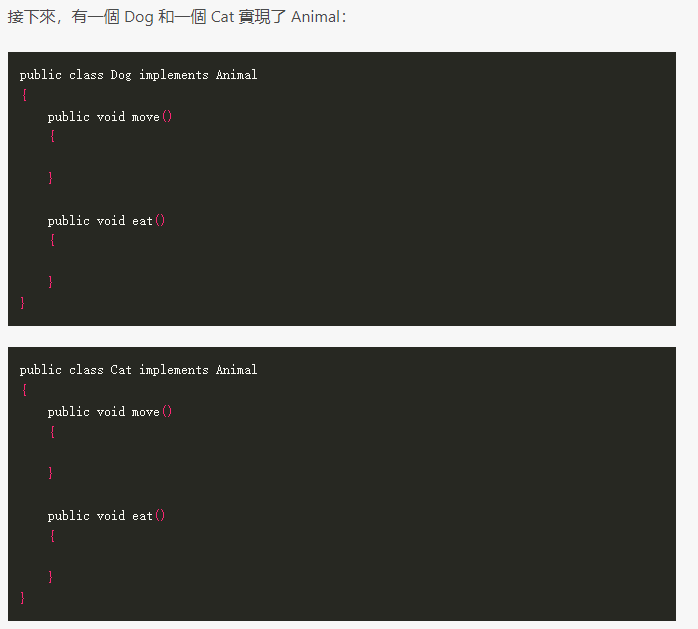 接下來，有一個 Dog 和一個 Cat 實現了 Animal：
public class Dog implements Animal
{
    public void move()
    {
    }
    public void eat()
    {
    }
}
public class Cat implements Animal
{
    public void move()
    {
    }
    public void eat()
    {
    }
}